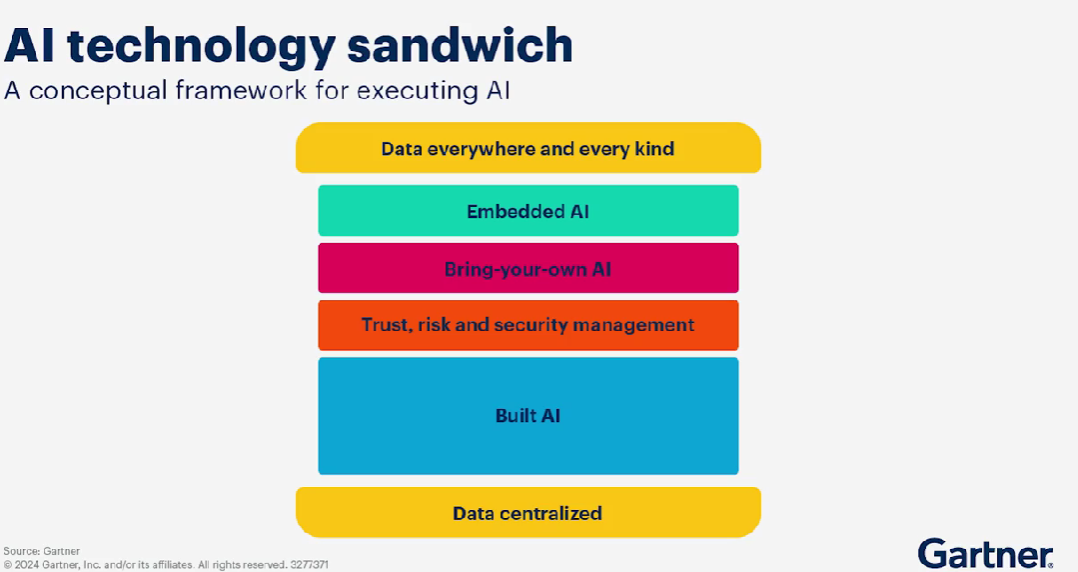 AI technology sandwich
A conceptual framework for executing AI
Data everywhere and every kind
Embedded AI
Bring-your-own AI
Trust, risk and security management
Built AI
Data centralized
Source: Gartner
© 2024 Gartner, Inc. and/or its affiliates. All rights reserved. 3277371
Gartner®